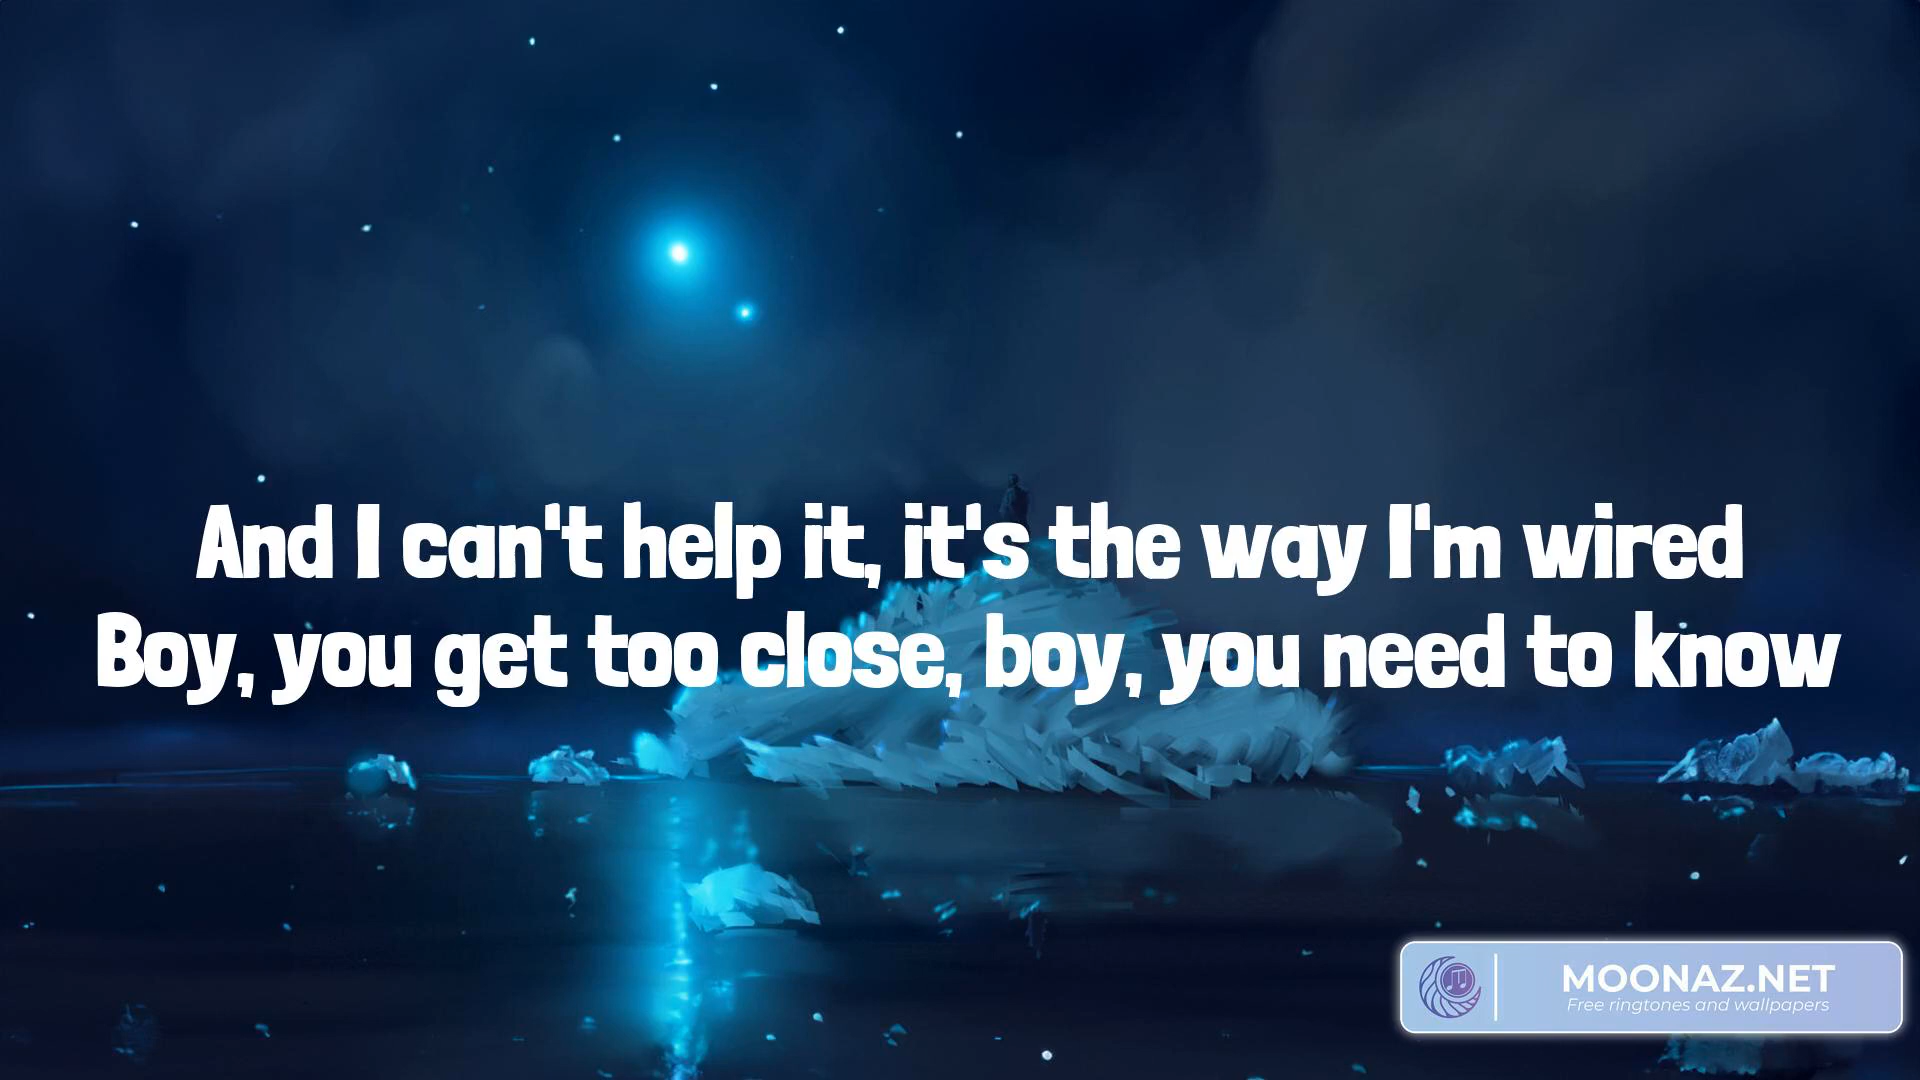 And I can't help it, it's the way I'm wired
Boy, you get too close, boy, you need to know
MOONAZ.NET
Free ringtones and wallpapers